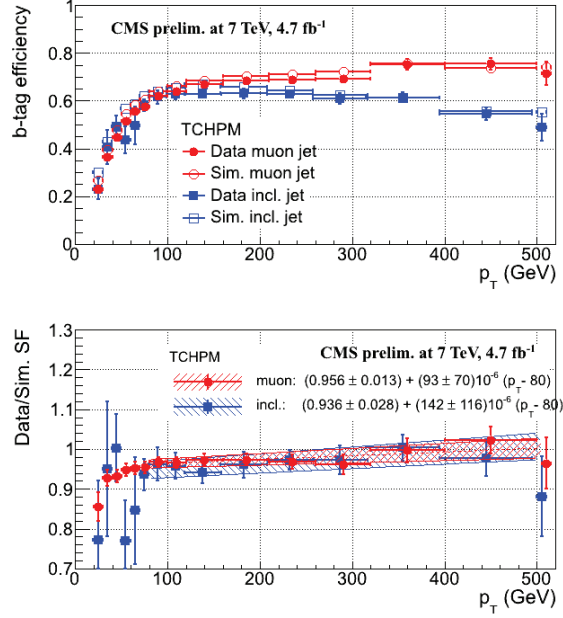 CMS prelim. at 7 TeV, 4.7 fb⁻¹
b-tag efficiency
1
0.8
0.6
0.4
0.2
0
TCHPM
Data muon jet
Sim. muon jet
Data incl. jet
Sim. incl. jet
0 100 200 300 400 500
p_T (GeV)
Data/Sim. SF
1.3
1.2
1.1
1
0.9
0.8
0.7
TCHPM
CMS prelim. at 7 TeV, 4.7 fb⁻¹
muon: (0.956 ± 0.013) + (93 ± 70)10⁻⁶ (p_T- 80)
incl.: (0.936 ± 0.028) + (142 ± 116)10⁻⁶ (p_T- 80)
0 100 200 300 400 500
p_T (GeV)